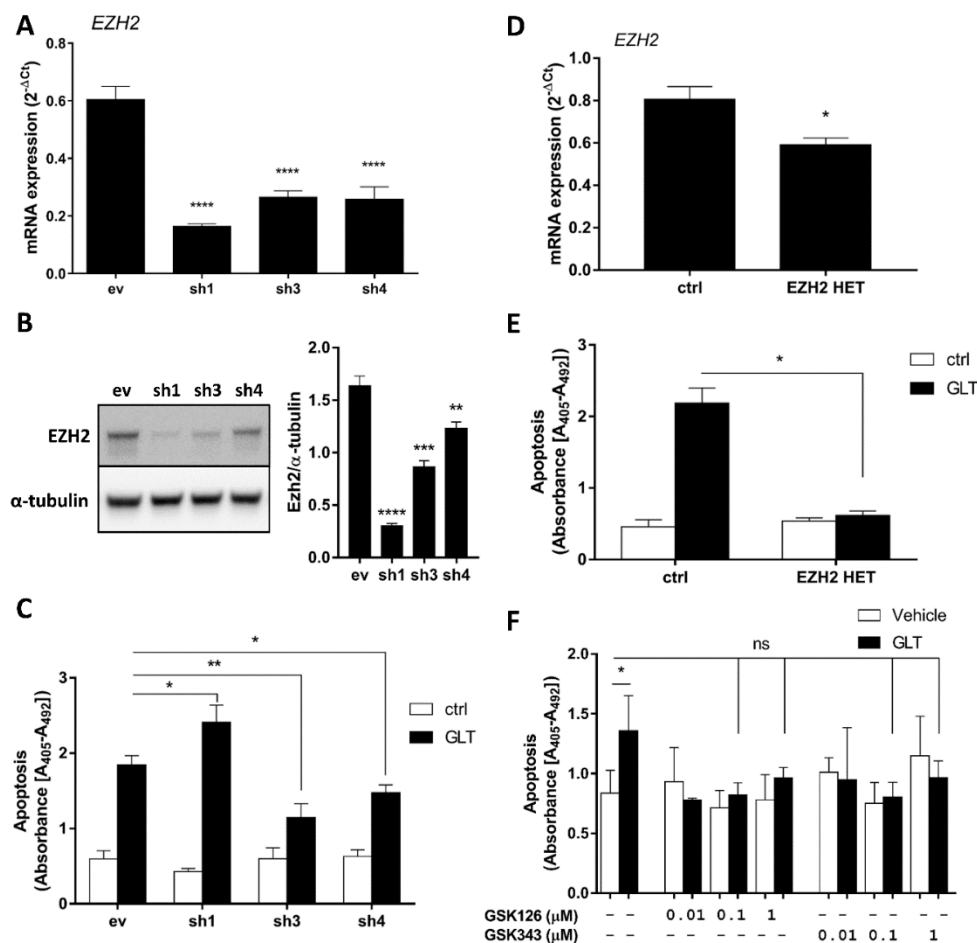 A
EZH2
mRNA expression (2^-ΔCt)
0.8
0.6
0.4
0.2
0.0
****
****
****
ev sh1 sh3 sh4
B
ev sh1 sh3 sh4
EZH2
α-tubulin
Ezh2/α-tubulin
2.0
1.5
1.0
0.5
0.0
****
***
**
ev sh1 sh3 sh4
C
Apoptosis
(Absorbance [A405-A492])
3
2
1
0
*
**
*
ctrl
GLT
ev sh1 sh3 sh4
D
EZH2
mRNA expression (2^-ΔCt)
1.0
0.8
0.6
0.4
0.2
0.0
*
ctrl EZH2 HET
E
Apoptosis
(Absorbance [A405-A492])
3
2
1
0
*
ctrl
GLT
ctrl EZH2 HET
F
Apoptosis
(Absorbance [A405-A492])
2.0
1.5
1.0
0.5
0.0
Vehicle
GLT
ns
*
GSK126 (μM) – – 0.01 0.1 1 – – – – – –
GSK343 (μM) – – – – – – – – 0.01 0.1 1